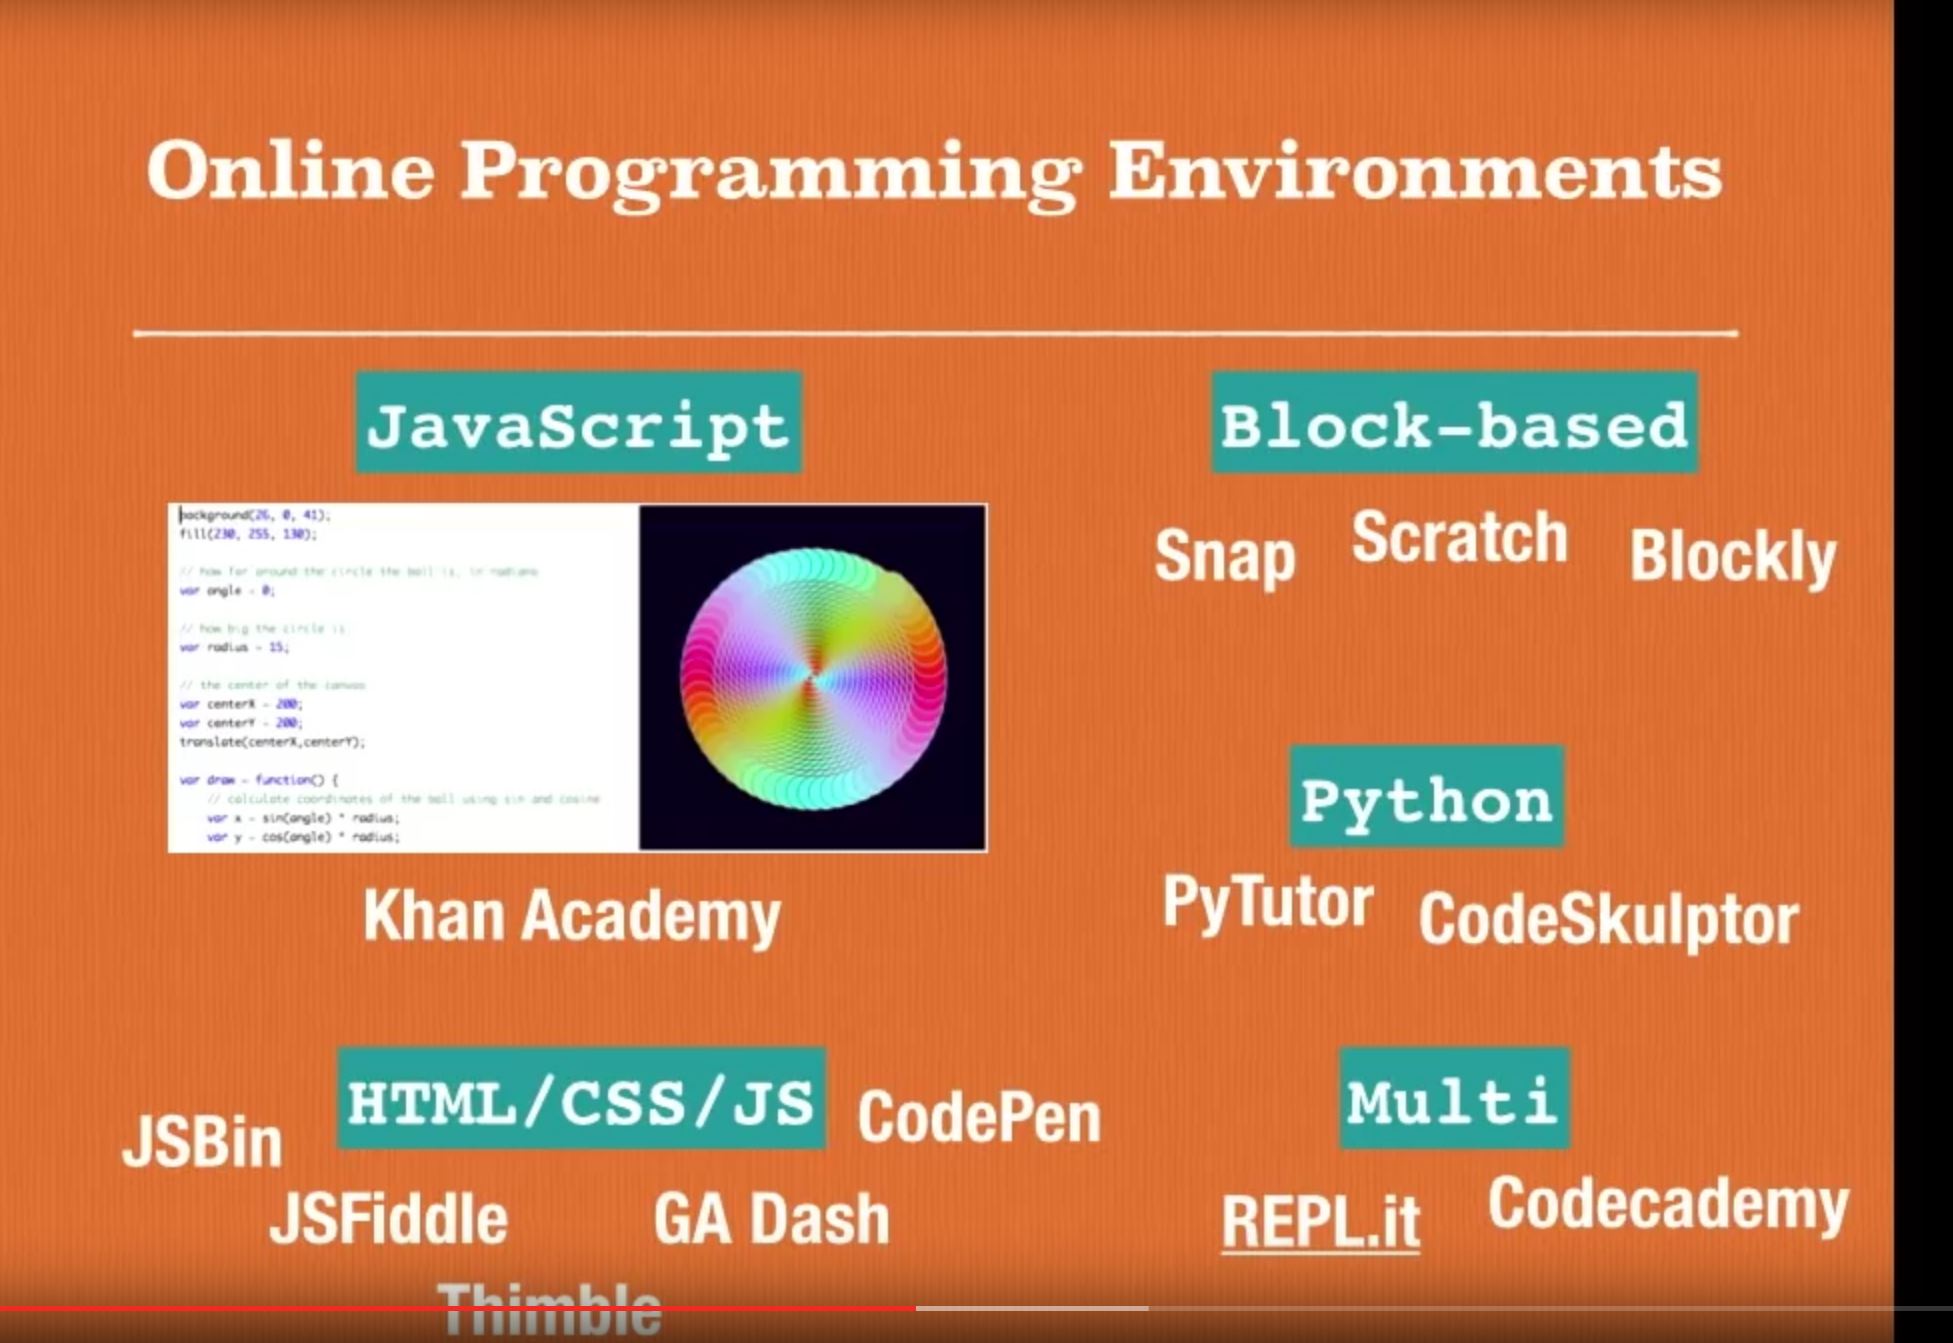 Online Programming Environments
JavaScript
background(26, 0, 41);
fill(230, 255, 130);
// how far around the circle the ball is, in radians
var angle = 0;
// how big the circle is
var radius = 15;
// the center of the canvas
var centerX = 200;
var centerY = 200;
translate(centerX,centerY);
var draw = function() {
// calculate coordinates of the ball using sin and cosine
var x = sin(angle) * radius;
var y = cos(angle) * radius;
Khan Academy
Block-based
Snap
Scratch
Blockly
Python
PyTutor
CodeSkulptor
HTML/CSS/JS
JSBin
CodePen
JSFiddle
GA Dash
Thimble
Multi
REPL.it
Codecademy